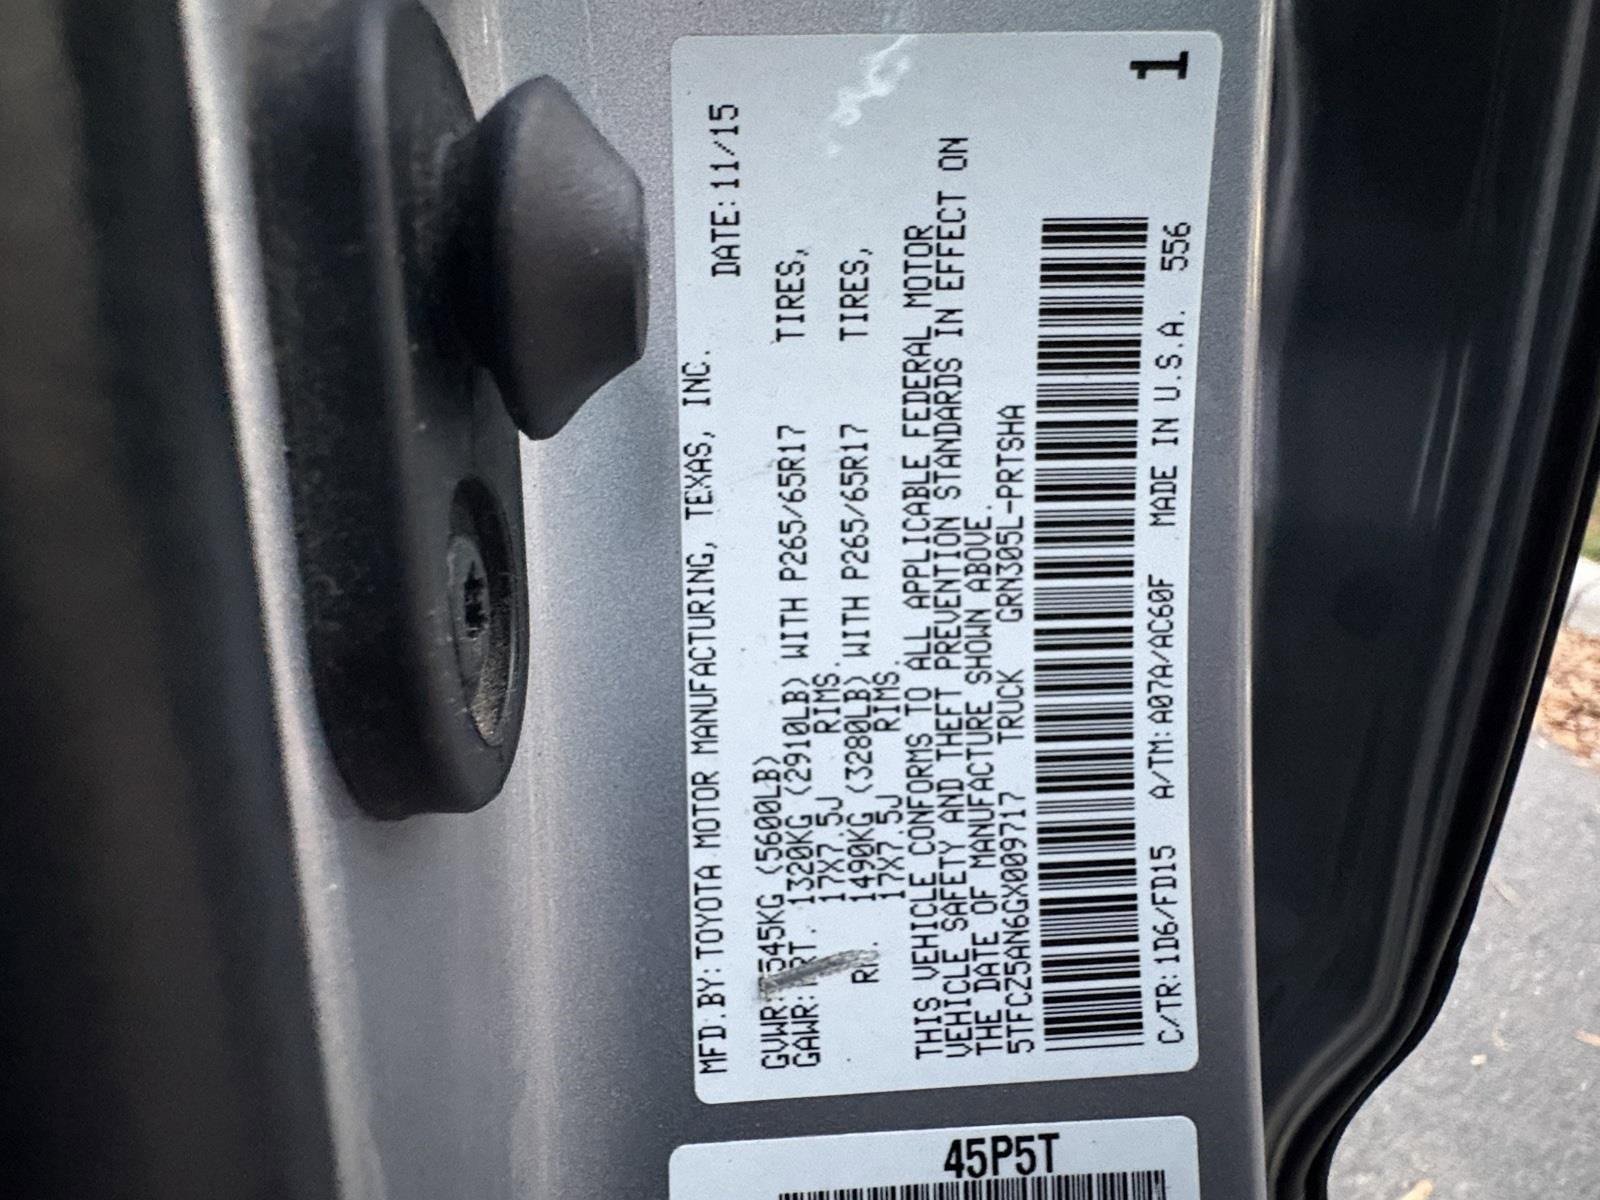 MFD.BY:TOYOTA MOTOR MANUFACTURING, TEXAS, INC.
DATE:11/15
GVWR: 545KG (5600LB)
GAWR: RT. 1320KG (2910LB) WITH P265/65R17 TIRES,
17X7.5J RIMS.
RR. 1490KG (3280LB) WITH P265/65R17 TIRES,
17X7.5J RIMS.
THIS VEHICLE CONFORMS TO ALL APPLICABLE FEDERAL MOTOR
VEHICLE SAFETY AND THEFT PREVENTION STANDARDS IN EFFECT ON
THE DATE OF MANUFACTURE SHOWN ABOVE.
5TFCZ5AN6GX009717 TRUCK GRN305L-PRTSHA
C/TR:1D6/FD15 A/TM:A07A/AC60F MADE IN U.S.A. 556
1
45P5T